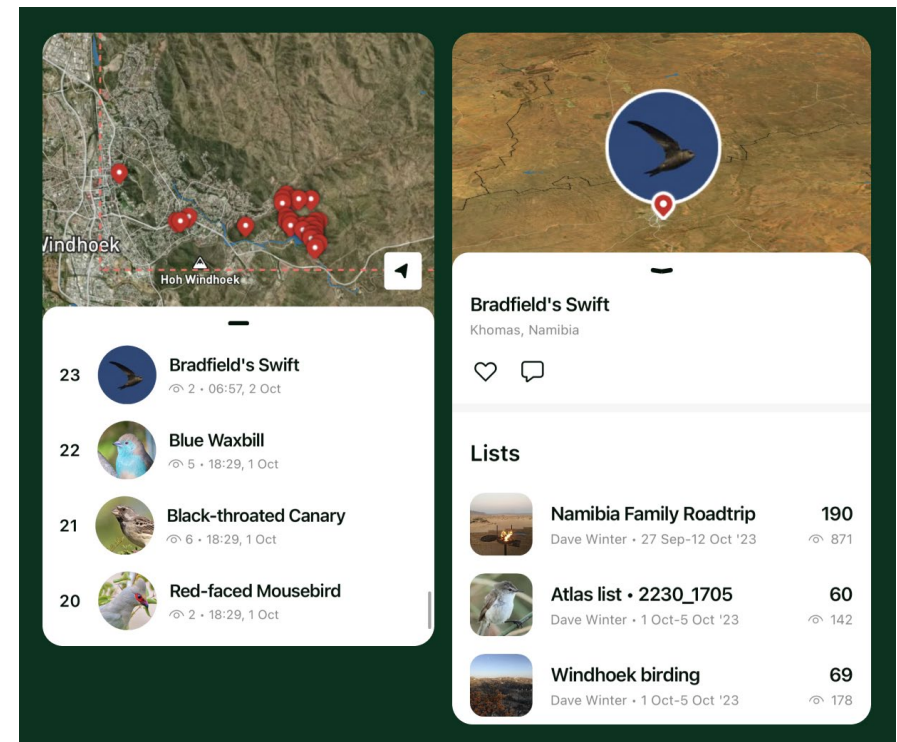 Windhoek
Hoh Windhoek
23
Bradfield's Swift
2 • 06:57, 2 Oct
22
Blue Waxbill
5 • 18:29, 1 Oct
21
Black-throated Canary
6 • 18:29, 1 Oct
20
Red-faced Mousebird
2 • 18:29, 1 Oct
Bradfield's Swift
Khomas, Namibia
Lists
Namibia Family Roadtrip 190
Dave Winter • 27 Sep-12 Oct '23 871
Atlas list • 2230_1705 60
Dave Winter • 1 Oct-5 Oct '23 142
Windhoek birding 69
Dave Winter • 1 Oct-5 Oct '23 178